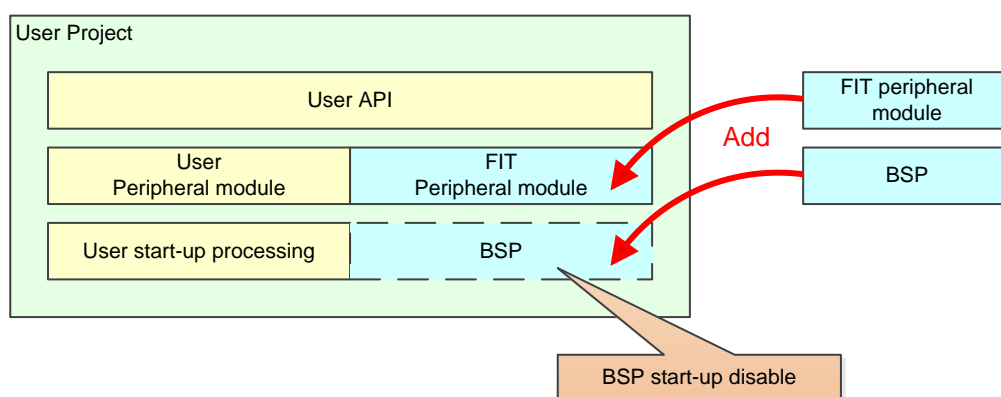 User Project
User API
FIT peripheral
module
Add
User
Peripheral module
FIT
Peripheral module
BSP
User start-up processing
BSP
BSP start-up disable